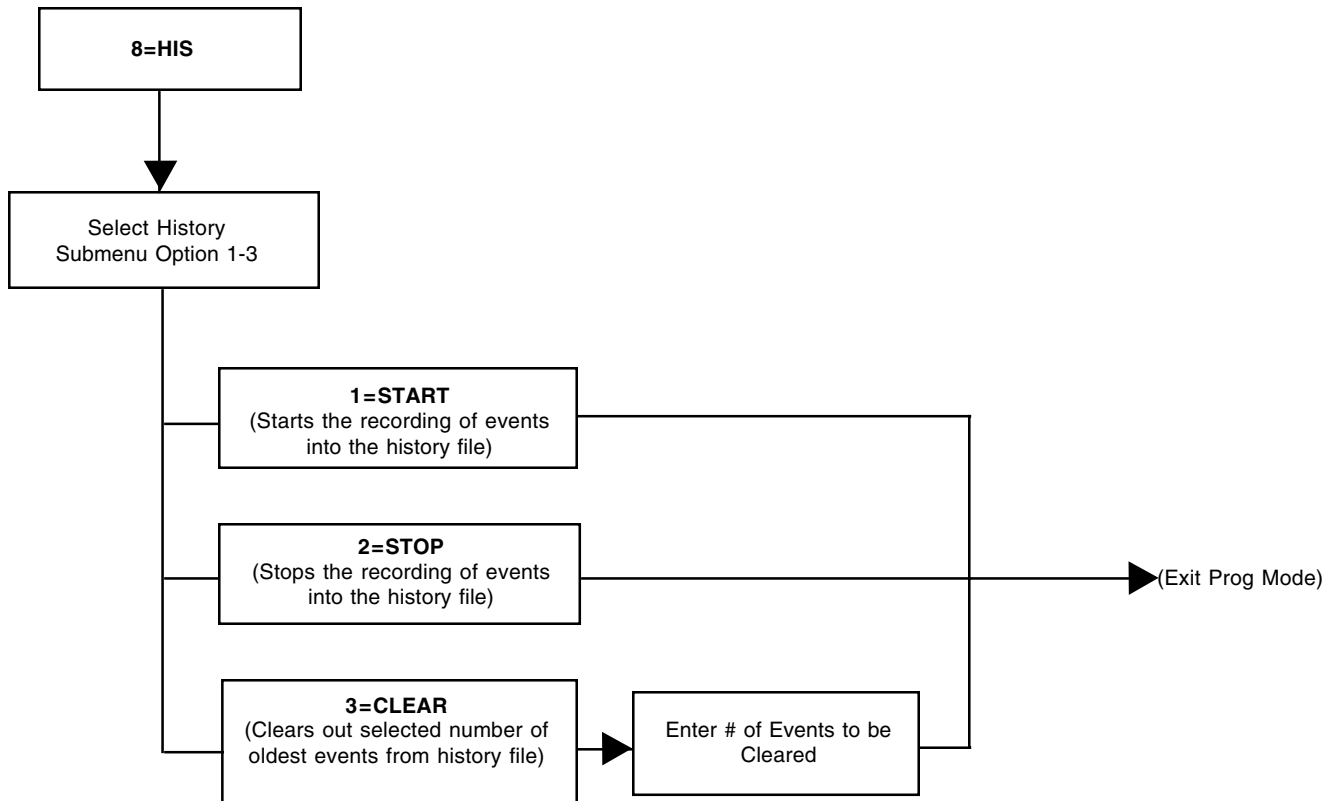 8=HIS
Select History
Submenu Option 1-3
1=START
(Starts the recording of events
into the history file)
2=STOP
(Stops the recording of events
into the history file)
(Exit Prog Mode)
3=CLEAR
(Clears out selected number of
oldest events from history file)
Enter # of Events to be
Cleared